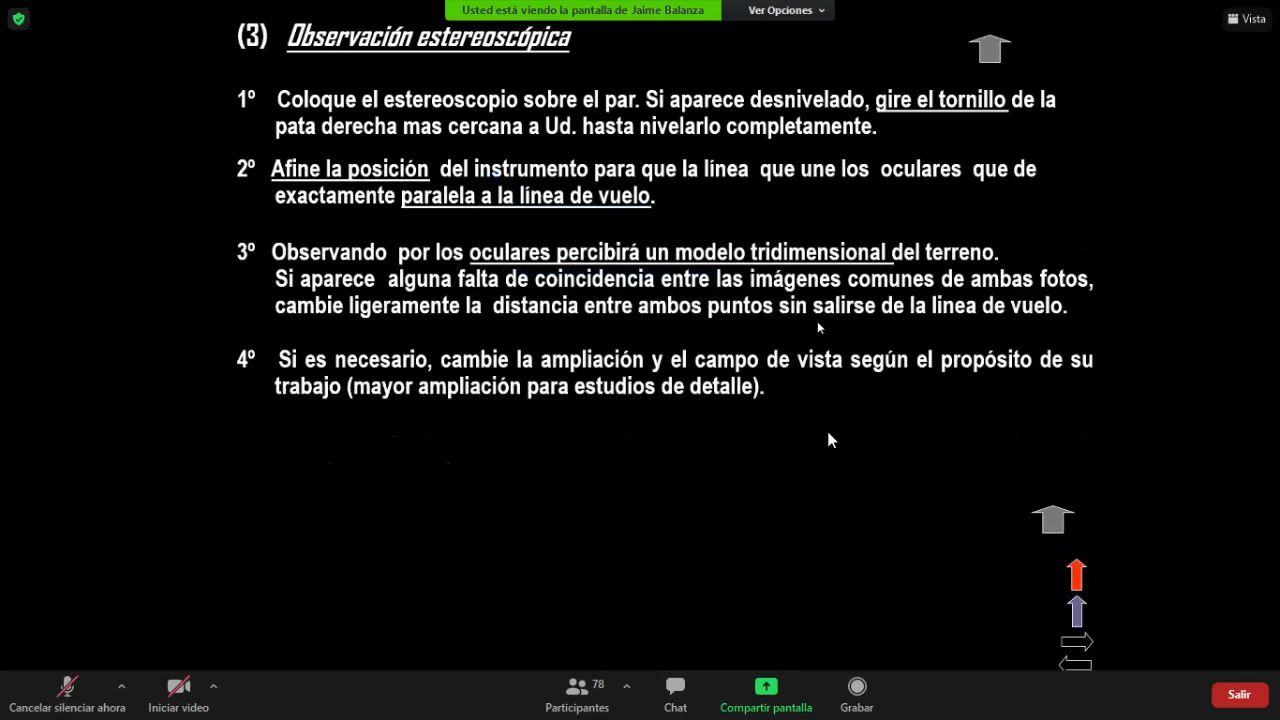 Usted está viendo la pantalla de Jaime Balanza
Ver Opciones
Vista
(3) Observación estereoscópica
1º Coloque el estereoscopio sobre el par. Si aparece desnivelado, gire el tornillo de la
pata derecha mas cercana a Ud. hasta nivelarlo completamente.
2º Afine la posición del instrumento para que la línea que une los oculares que de
exactamente paralela a la línea de vuelo.
3º Observando por los oculares percibirá un modelo tridimensional del terreno.
Si aparece alguna falta de coincidencia entre las imágenes comunes de ambas fotos,
cambie ligeramente la distancia entre ambos puntos sin salirse de la linea de vuelo.
4º Si es necesario, cambie la ampliación y el campo de vista según el propósito de su
trabajo (mayor ampliación para estudios de detalle).
Cancelar silenciar ahora
Iniciar video
78
Participantes
Chat
Compartir pantalla
Grabar
Salir